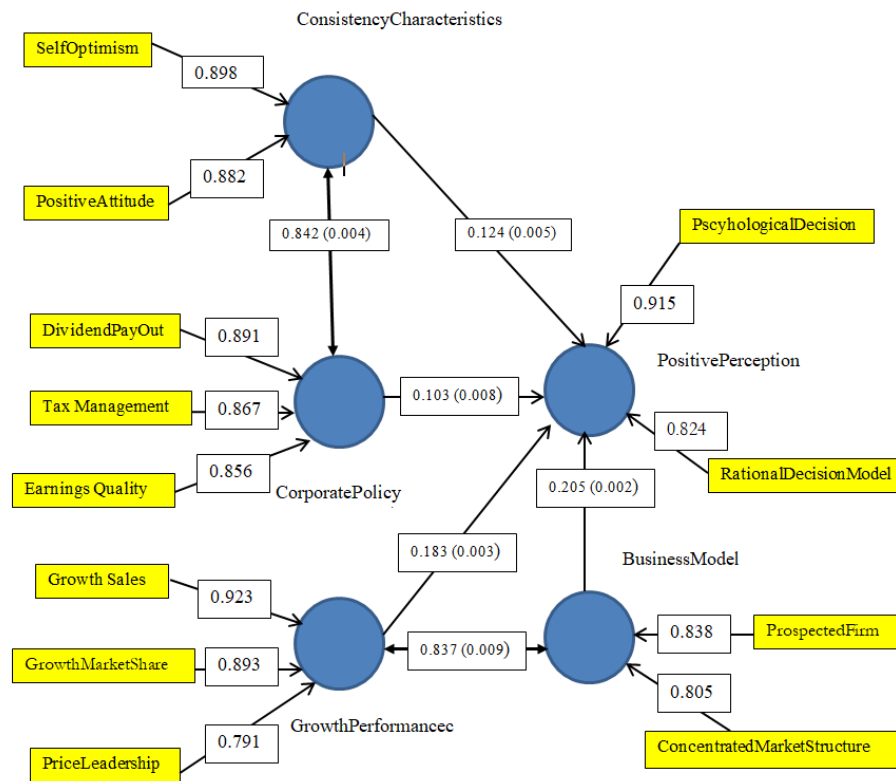 ConsistencyCharacteristics
SelfOptimism
0.898
0.882
PositiveAttitude
0.842 (0.004)
0.124 (0.005)
PscyhologicalDecision
0.915
DividendPayOut
0.891
PositivePerception
Tax Management
0.867
0.103 (0.008)
0.824
0.856
Earnings Quality
CorporatePolicy
0.205 (0.002)
RationalDecisionModel
0.183 (0.003)
BusinessModel
Growth Sales
0.923
0.838
ProspectedFirm
GrowthMarketShare
0.893
0.837 (0.009)
0.805
GrowthPerformancec
0.791
ConcentratedMarketStructure
PriceLeadership